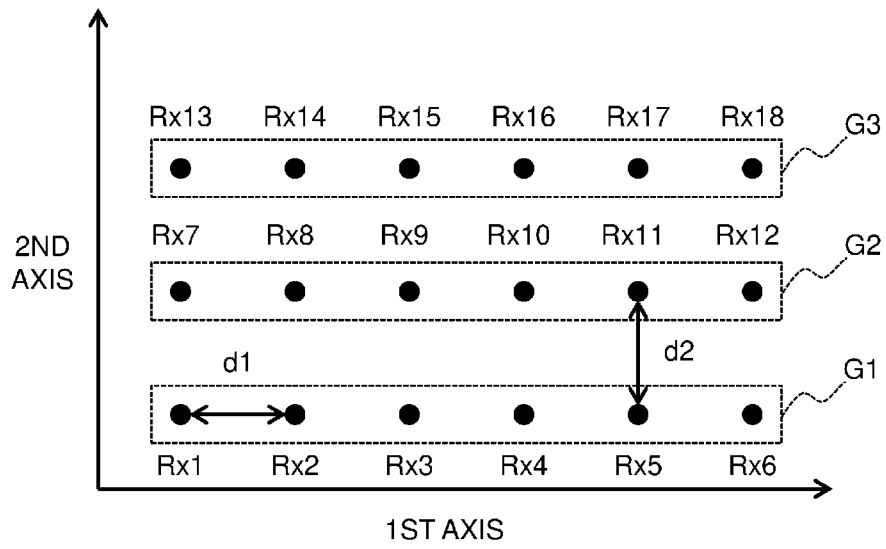 Rx13 Rx14 Rx15 Rx16 Rx17 Rx18
G3
2ND
AXIS
Rx7 Rx8 Rx9 Rx10 Rx11 Rx12
G2
d1
d2
G1
Rx1 Rx2 Rx3 Rx4 Rx5 Rx6
1ST AXIS